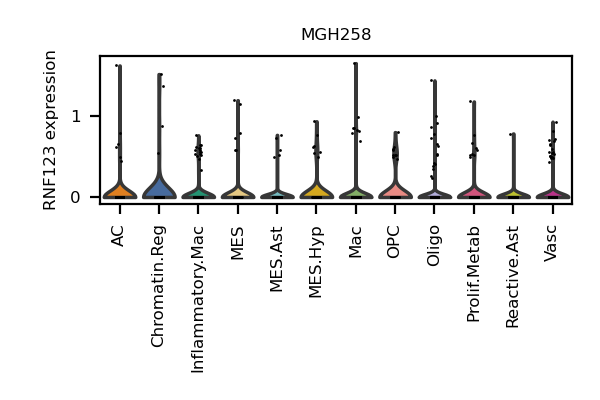 MGH258
RNF123 expression
1
0
AC
Chromatin.Reg
Inflammatory.Mac
MES
MES.Ast
MES.Hyp
Mac
OPC
Oligo
Prolif.Metab
Reactive.Ast
Vasc